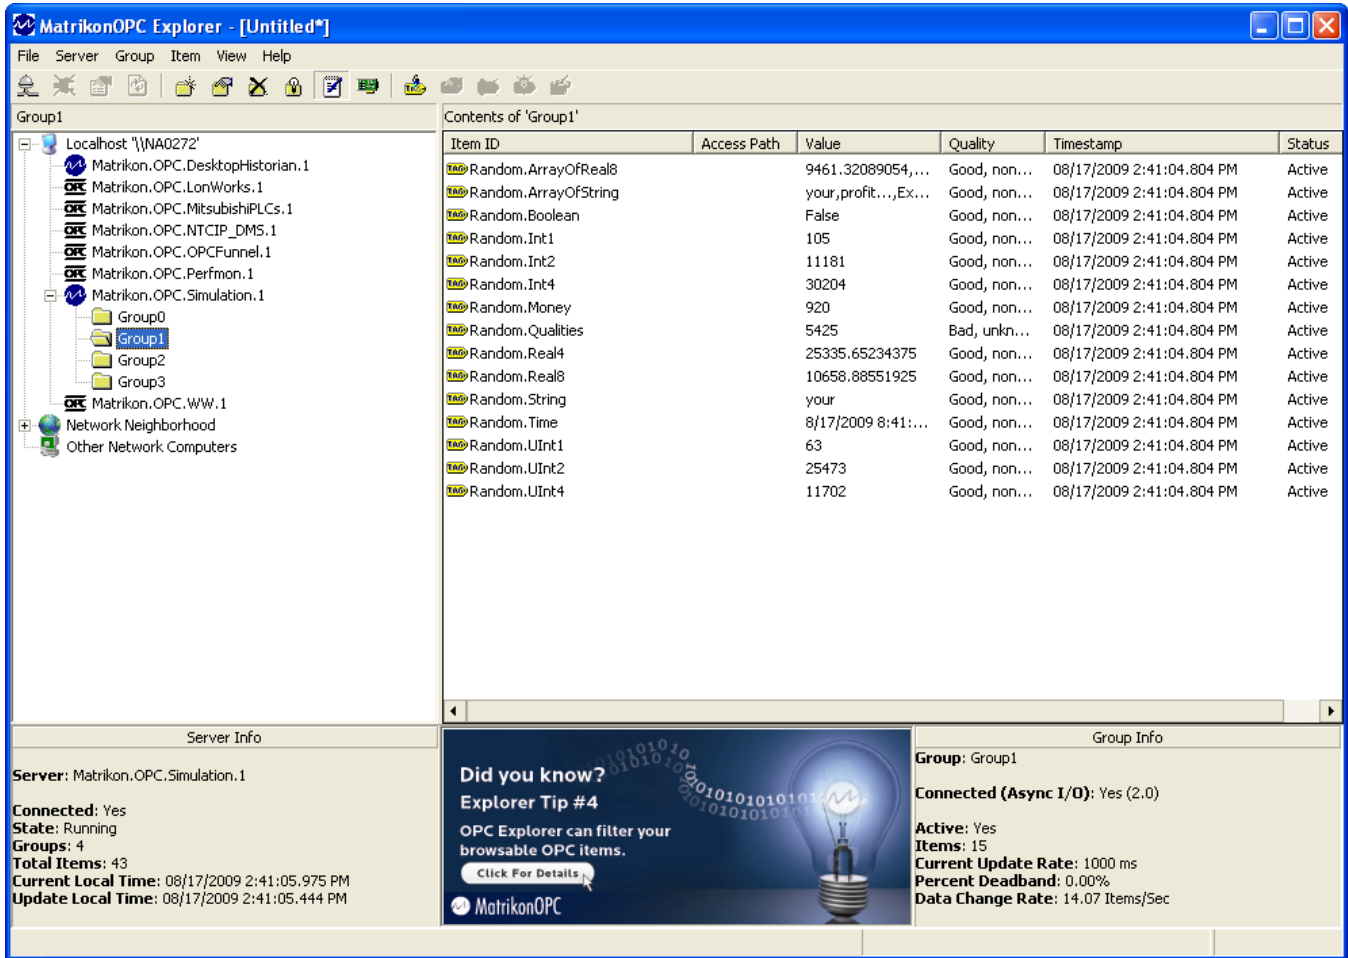 MatrikonOPC Explorer - [Untitled*]
File Server Group Item View Help
Group1
Contents of 'Group1'
Localhost '\\NA0272'
Matrikon.OPC.DesktopHistorian.1
Matrikon.OPC.LonWorks.1
Matrikon.OPC.MitsubishiPLCs.1
Matrikon.OPC.NTCIP_DMS.1
Matrikon.OPC.OPCFunnel.1
Matrikon.OPC.Perfmon.1
Matrikon.OPC.Simulation.1
Group0
Group1
Group2
Group3
Matrikon.OPC.WW.1
Network Neighborhood
Other Network Computers
Item ID Access Path Value Quality Timestamp Status
Random.ArrayOfReal8 9461.32089054,... Good, non... 08/17/2009 2:41:04.804 PM Active
Random.ArrayOfString your,profit...,Ex... Good, non... 08/17/2009 2:41:04.804 PM Active
Random.Boolean False Good, non... 08/17/2009 2:41:04.804 PM Active
Random.Int1 105 Good, non... 08/17/2009 2:41:04.804 PM Active
Random.Int2 11181 Good, non... 08/17/2009 2:41:04.804 PM Active
Random.Int4 30204 Good, non... 08/17/2009 2:41:04.804 PM Active
Random.Money 920 Good, non... 08/17/2009 2:41:04.804 PM Active
Random.Qualities 5425 Bad, unkn... 08/17/2009 2:41:04.804 PM Active
Random.Real4 25335.65234375 Good, non... 08/17/2009 2:41:04.804 PM Active
Random.Real8 10658.88551925 Good, non... 08/17/2009 2:41:04.804 PM Active
Random.String your Good, non... 08/17/2009 2:41:04.804 PM Active
Random.Time 8/17/2009 8:41:... Good, non... 08/17/2009 2:41:04.804 PM Active
Random.UInt1 63 Good, non... 08/17/2009 2:41:04.804 PM Active
Random.UInt2 25473 Good, non... 08/17/2009 2:41:04.804 PM Active
Random.UInt4 11702 Good, non... 08/17/2009 2:41:04.804 PM Active
Server Info
Server: Matrikon.OPC.Simulation.1
Connected: Yes
State: Running
Groups: 4
Total Items: 43
Current Local Time: 08/17/2009 2:41:05.975 PM
Update Local Time: 08/17/2009 2:41:05.444 PM
Did you know?
Explorer Tip #4
OPC Explorer can filter your
browsable OPC items.
Click For Details
MatrikonOPC
Group Info
Group: Group1
Connected (Async I/O): Yes (2.0)
Active: Yes
Items: 15
Current Update Rate: 1000 ms
Percent Deadband: 0.00%
Data Change Rate: 14.07 Items/Sec